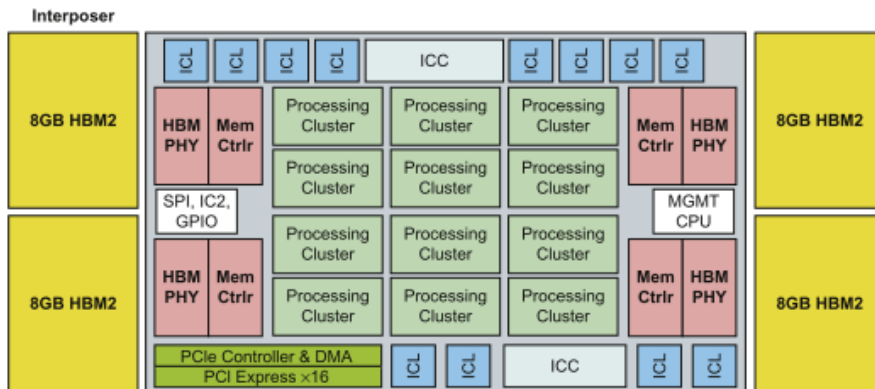 Interposer
8GB HBM2
ICL
ICL
ICL
ICL
ICC
ICL
ICL
ICL
ICL
8GB HBM2
HBM
PHY
Mem
Ctrlr
Processing
Cluster
Processing
Cluster
Processing
Cluster
Mem
Ctrlr
HBM
PHY
Processing
Cluster
Processing
Cluster
Processing
Cluster
SPI, IC2,
GPIO
MGMT
CPU
8GB HBM2
HBM
PHY
Mem
Ctrlr
Processing
Cluster
Processing
Cluster
Processing
Cluster
Mem
Ctrlr
HBM
PHY
8GB HBM2
Processing
Cluster
Processing
Cluster
Processing
Cluster
PCIe Controller & DMA
PCI Express ×16
ICL
ICL
ICC
ICL
ICL